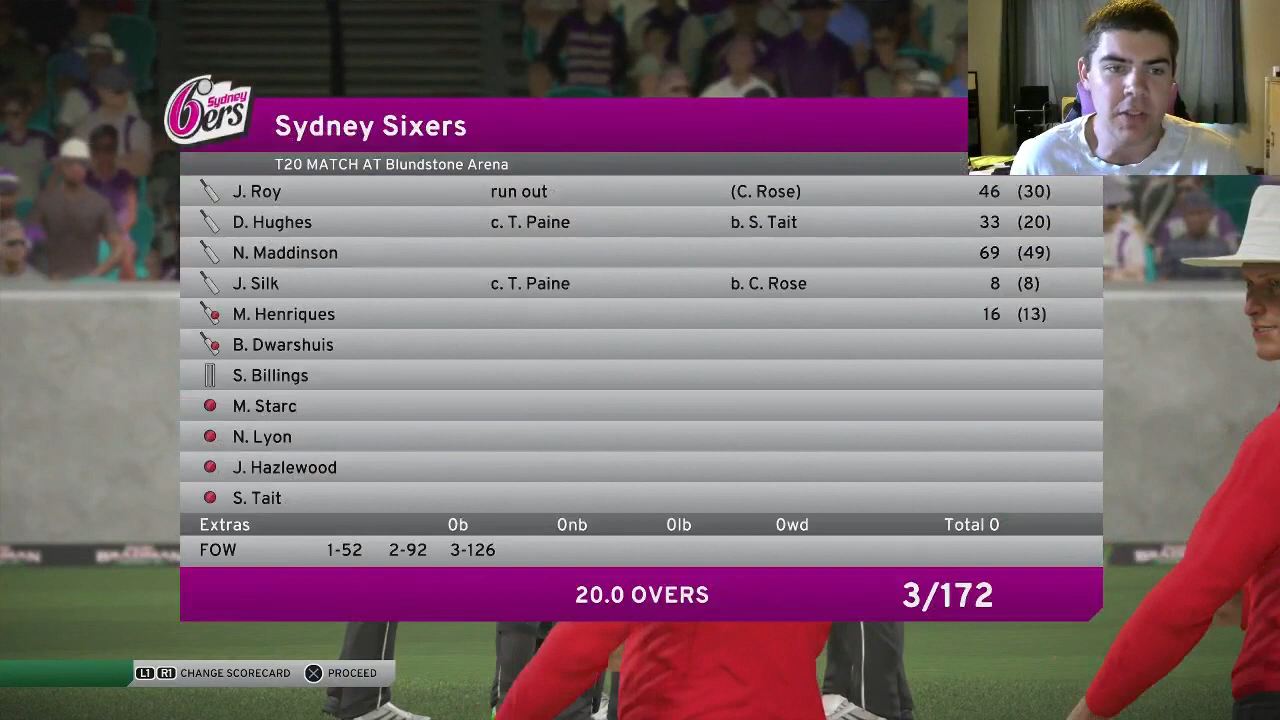 Sydney
6ers
Sydney Sixers
T20 MATCH AT Blundstone Arena
J. Roy run out (C. Rose) 46 (30)
D. Hughes c. T. Paine b. S. Tait 33 (20)
N. Maddinson 69 (49)
J. Silk c. T. Paine b. C. Rose 8 (8)
M. Henriques 16 (13)
B. Dwarshuis
S. Billings
M. Starc
N. Lyon
J. Hazlewood
S. Tait
Extras 0b 0nb 0lb 0wd Total 0
FOW 1-52 2-92 3-126
20.0 OVERS 3/172
L1 R1 CHANGE SCORECARD PROCEED